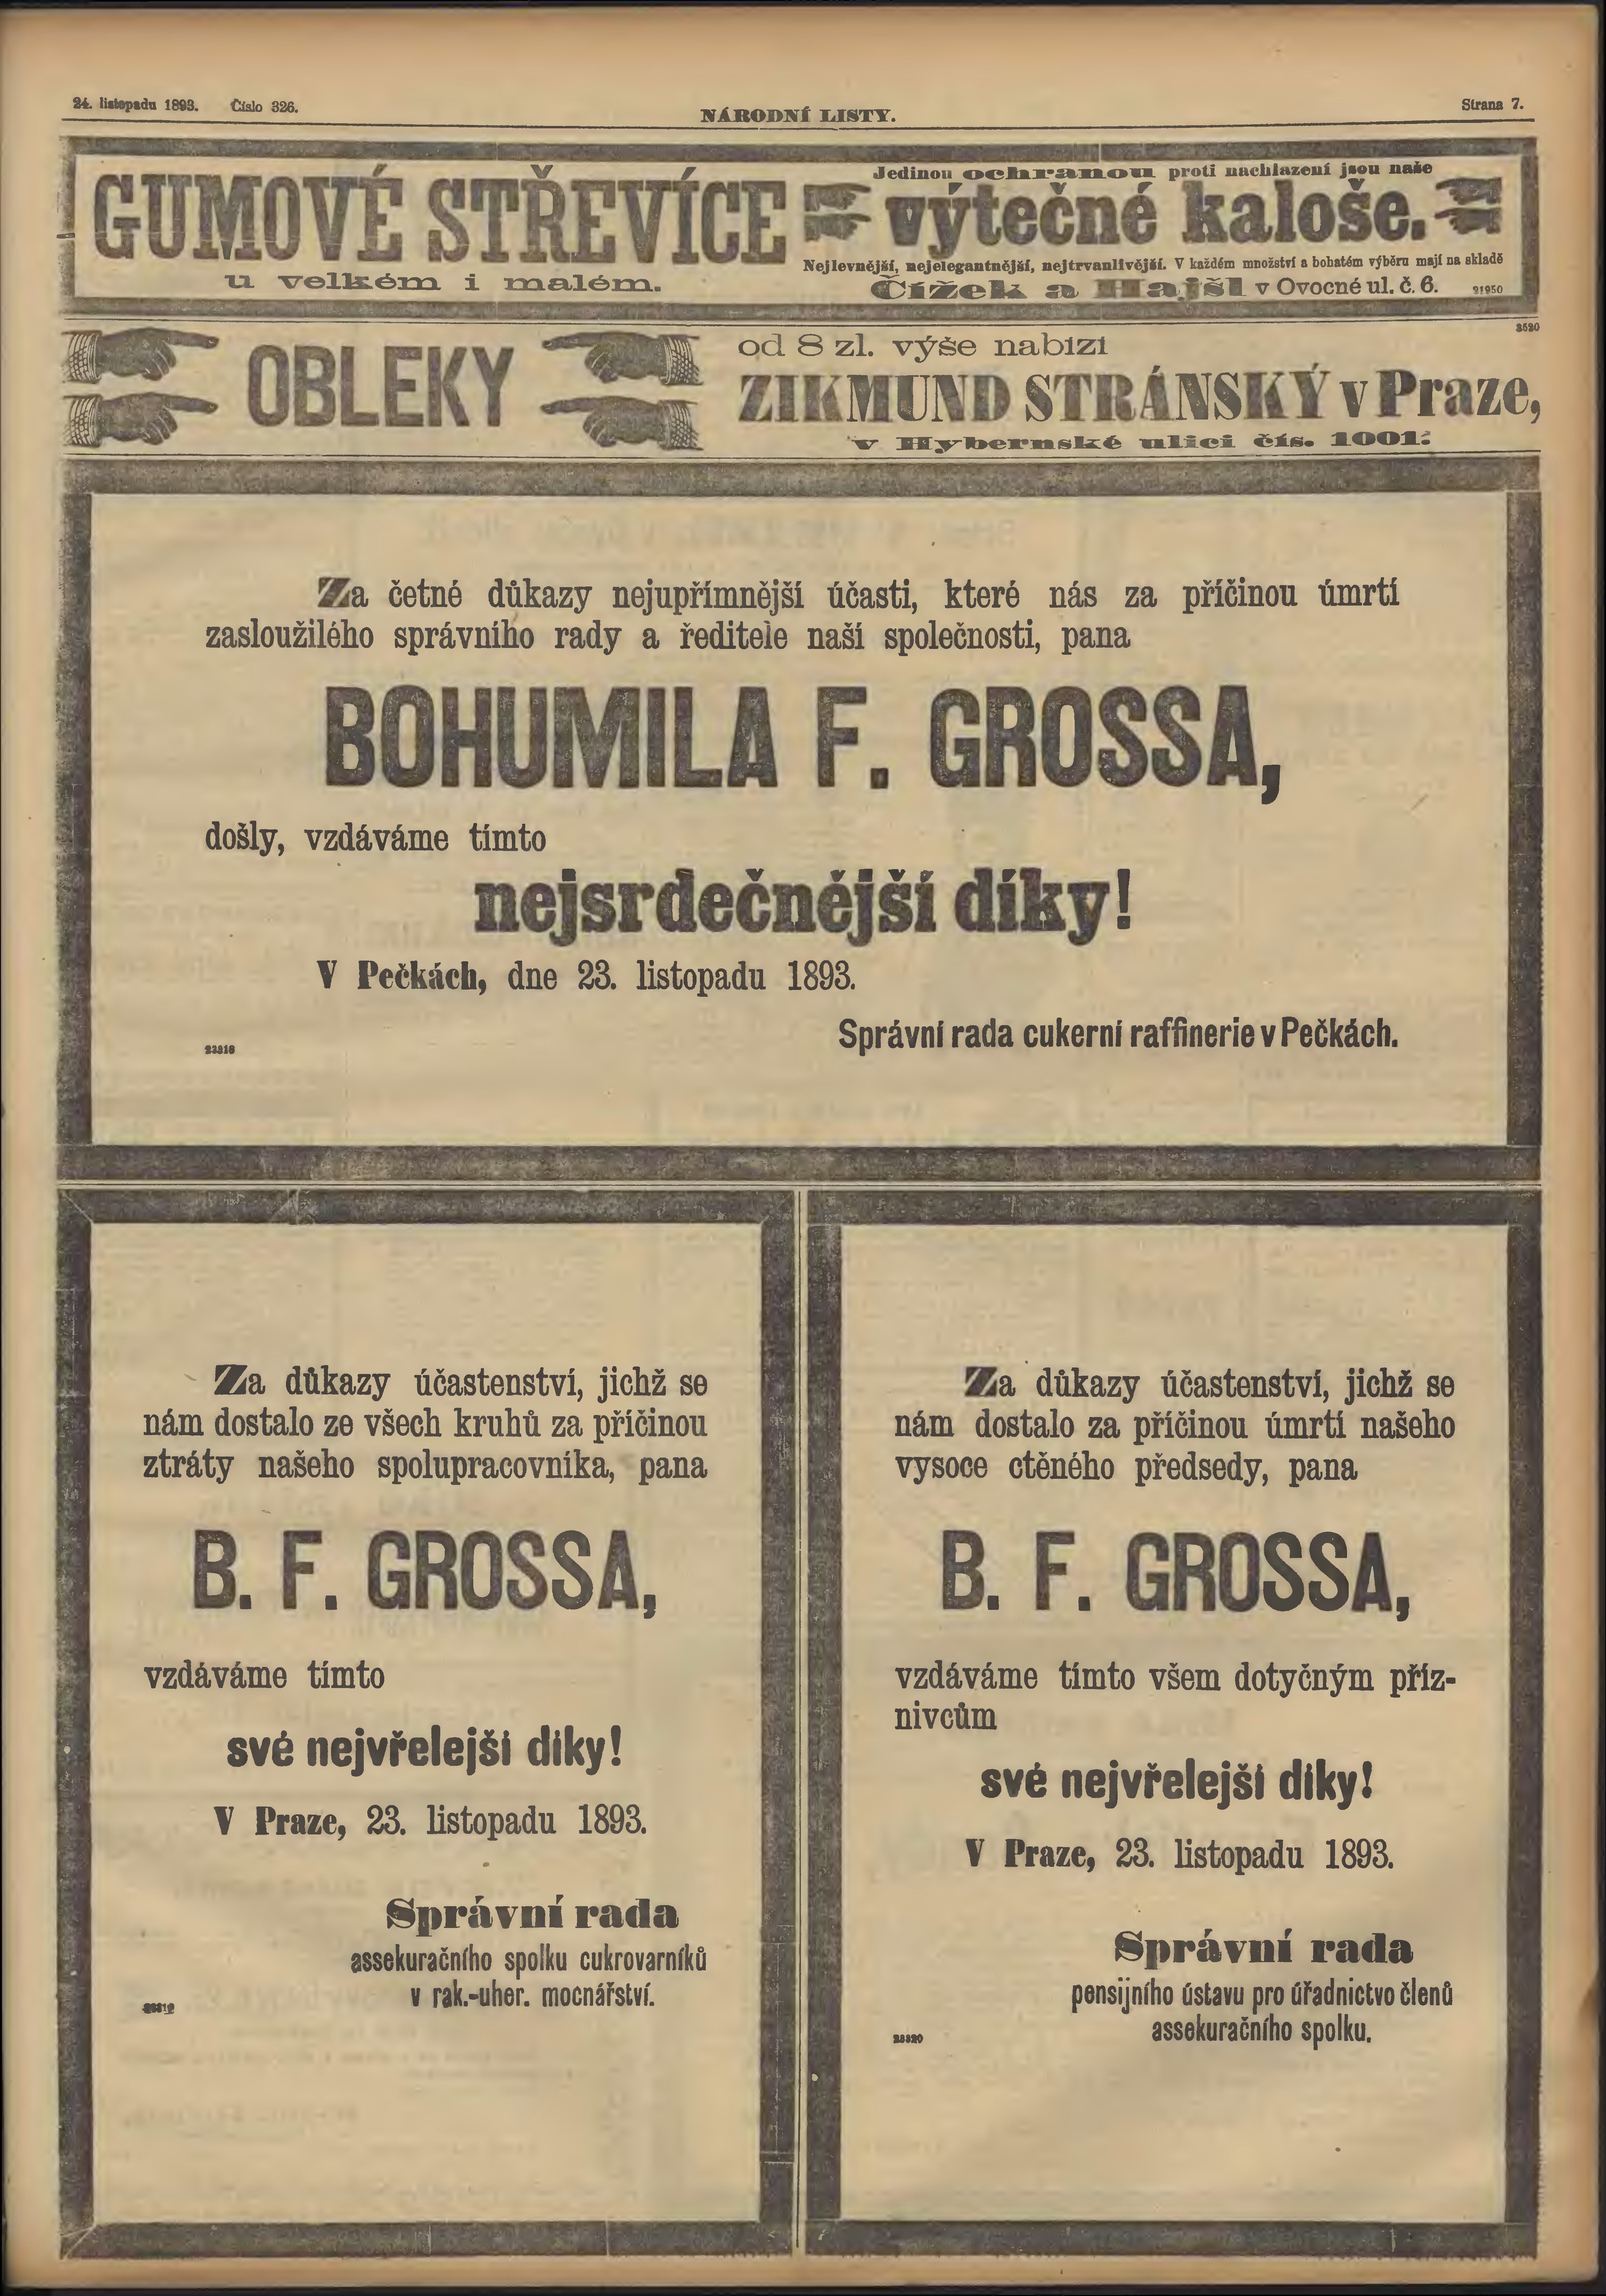 24. listopadu 1893. Číslo 326.
NÁRODNÍ LISTY.
Strana 7.
GUMOVÉ STŘEVÍCE
u velkém i malém.
Jedinou ochranou proti nachlazení jsou naše
výtečné kaloše.
Nejlevnější, nejelegantnější, nejtrvanlivější. V každém množství a bohatém výběru mají na skladě
Čížek a Hajšl v Ovocné ul. č. 6. 21950
OBLEKY
3520
od 8 zl. výše nabízí
ZIKMUND STRÁNSKÝ v Praze,
v Hybernské ulici čís. 1001.
Za četné důkazy nejupřímnější účasti, které nás za příčinou úmrtí
zasloužilého správního rady a ředitele naší společnosti, pana
BOHUMILA F. GROSSA,
došly, vzdáváme tímto
nejsrdečnější díky!
V Pečkách, dne 23. listopadu 1893.
Správní rada cukerní raffinerie v Pečkách.
23318
Za důkazy účastenství, jichž se
nám dostalo ze všech kruhů za příčinou
ztráty našeho spolupracovníka, pana
B. F. GROSSA,
vzdáváme tímto
své nejvřelejší díky!
V Praze, 23. listopadu 1893.
Správní rada
assekuračního spolku cukrovarníků
v rak.-uher. mocnářství.
Za důkazy účastenství, jichž se
nám dostalo za příčinou úmrtí našeho
vysoce ctěného předsedy, pana
B. F. GROSSA,
vzdáváme tímto všem dotyčným příz-
nivcům
své nejvřelejší díky!
V Praze, 23. listopadu 1893.
Správní rada
pensijního ústavu pro úřadnictvo členů
assekuračního spolku.
23320